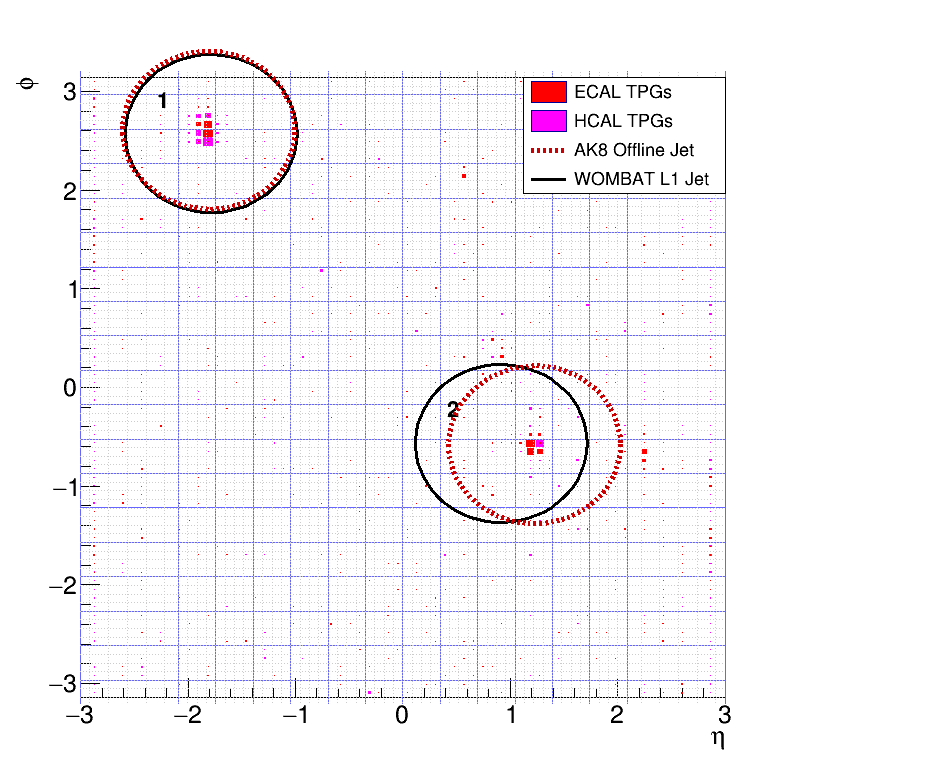 ϕ
3
2
1
0
−1
−2
−3
1
2
ECAL TPGs
HCAL TPGs
AK8 Offline Jet
WOMBAT L1 Jet
−3 −2 −1 0 1 2 3
η